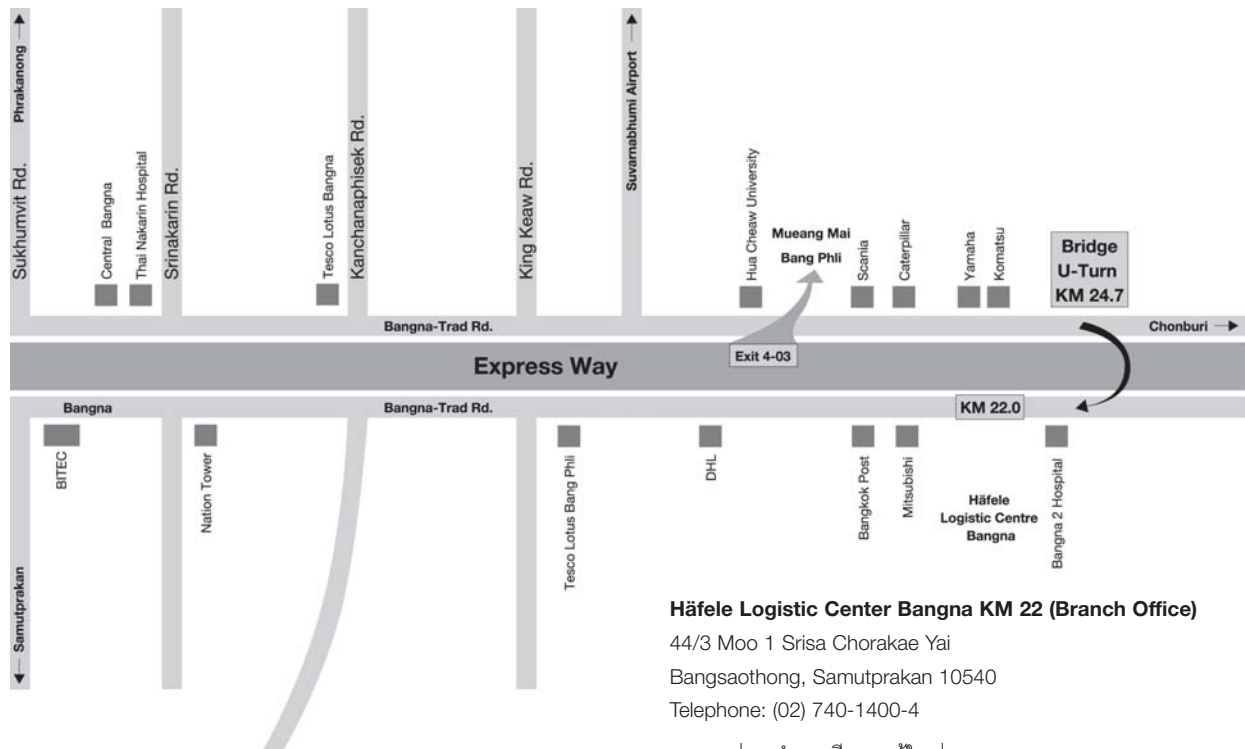 Phrakanong
Sukhumvit Rd.
Central Bangna
Thai Nakarin Hospital
Srinakarin Rd.
Tesco Lotus Bangna
Kanchanaphisek Rd.
King Keaw Rd.
Suvarnabhumi Airport
Hua Cheaw University
Mueang Mai
Bang Phli
Scania
Caterpillar
Yamaha
Komatsu
Bridge
U-Turn
KM 24.7
Bangna-Trad Rd.
Chonburi
Express Way
Exit 4-03
Bangna
Bangna-Trad Rd.
KM 22.0
BITEC
Nation Tower
Tesco Lotus Bang Phli
DHL
Bangkok Post
Mitsubishi
Häfele
Logistic Centre
Bangna
Bangna 2 Hospital
Samutprakan
Häfele Logistic Center Bangna KM 22 (Branch Office)
44/3 Moo 1 Srisa Chorakae Yai
Bangsaothong, Samutprakan 10540
Telephone: (02) 740-1400-4